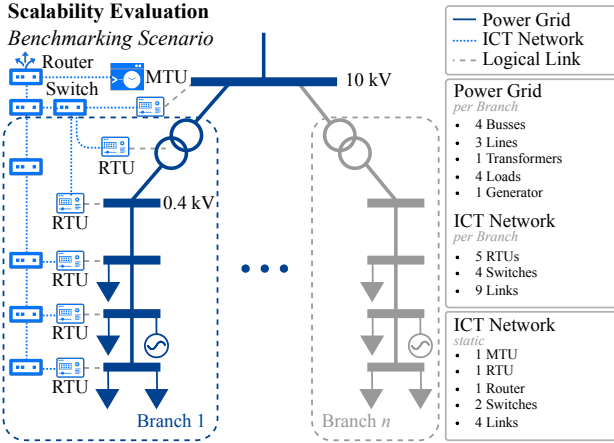 Scalability Evaluation
Benchmarking Scenario
Router
MTU
Switch
10 kV
RTU
0.4 kV
RTU
RTU
RTU
RTU
Branch 1
Branch n
Power Grid
ICT Network
Logical Link
Power Grid
per Branch
• 4 Busses
• 3 Lines
• 1 Transformers
• 4 Loads
• 1 Generator
ICT Network
per Branch
• 5 RTUs
• 4 Switches
• 9 Links
ICT Network
static
• 1 MTU
• 1 RTU
• 1 Router
• 2 Switches
• 4 Links